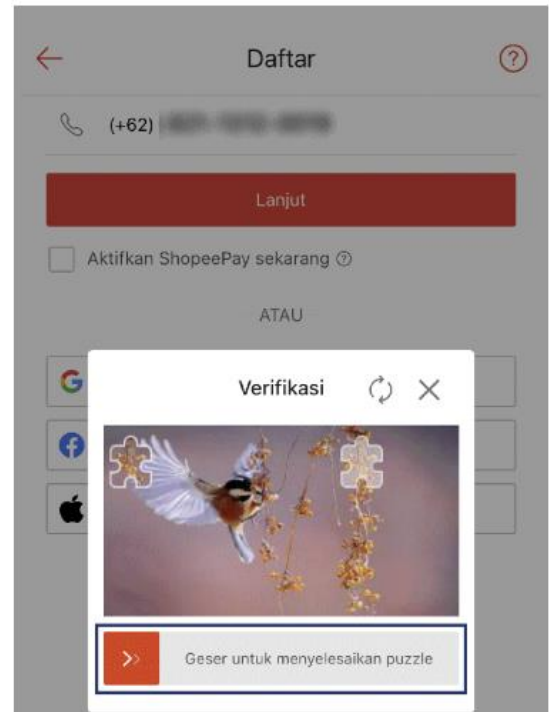 Daftar
(+62)
Lanjut
Aktifkan ShopeePay sekarang
ATAU
Verifikasi
Geser untuk menyelesaikan puzzle